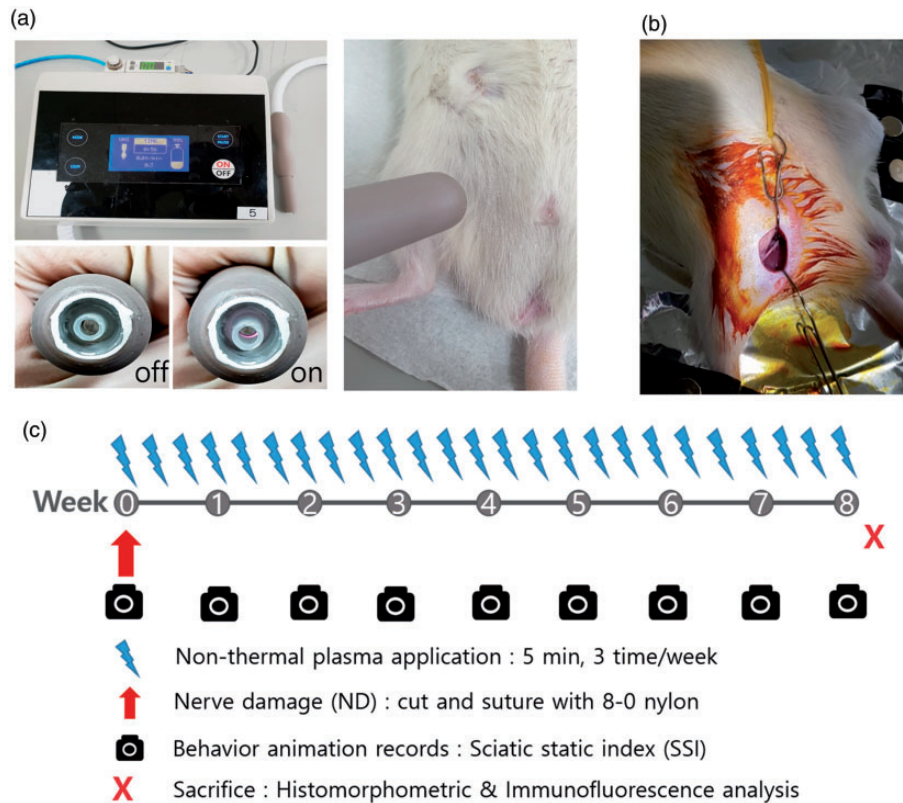 (a)
(b)
ON
OFF
5
off
on
(c)
Week 0 1 2 3 4 5 6 7 8
X
Non-thermal plasma application : 5 min, 3 time/week
Nerve damage (ND) : cut and suture with 8-0 nylon
Behavior animation records : Sciatic static index (SSI)
X Sacrifice : Histomorphometric & Immunofluorescence analysis